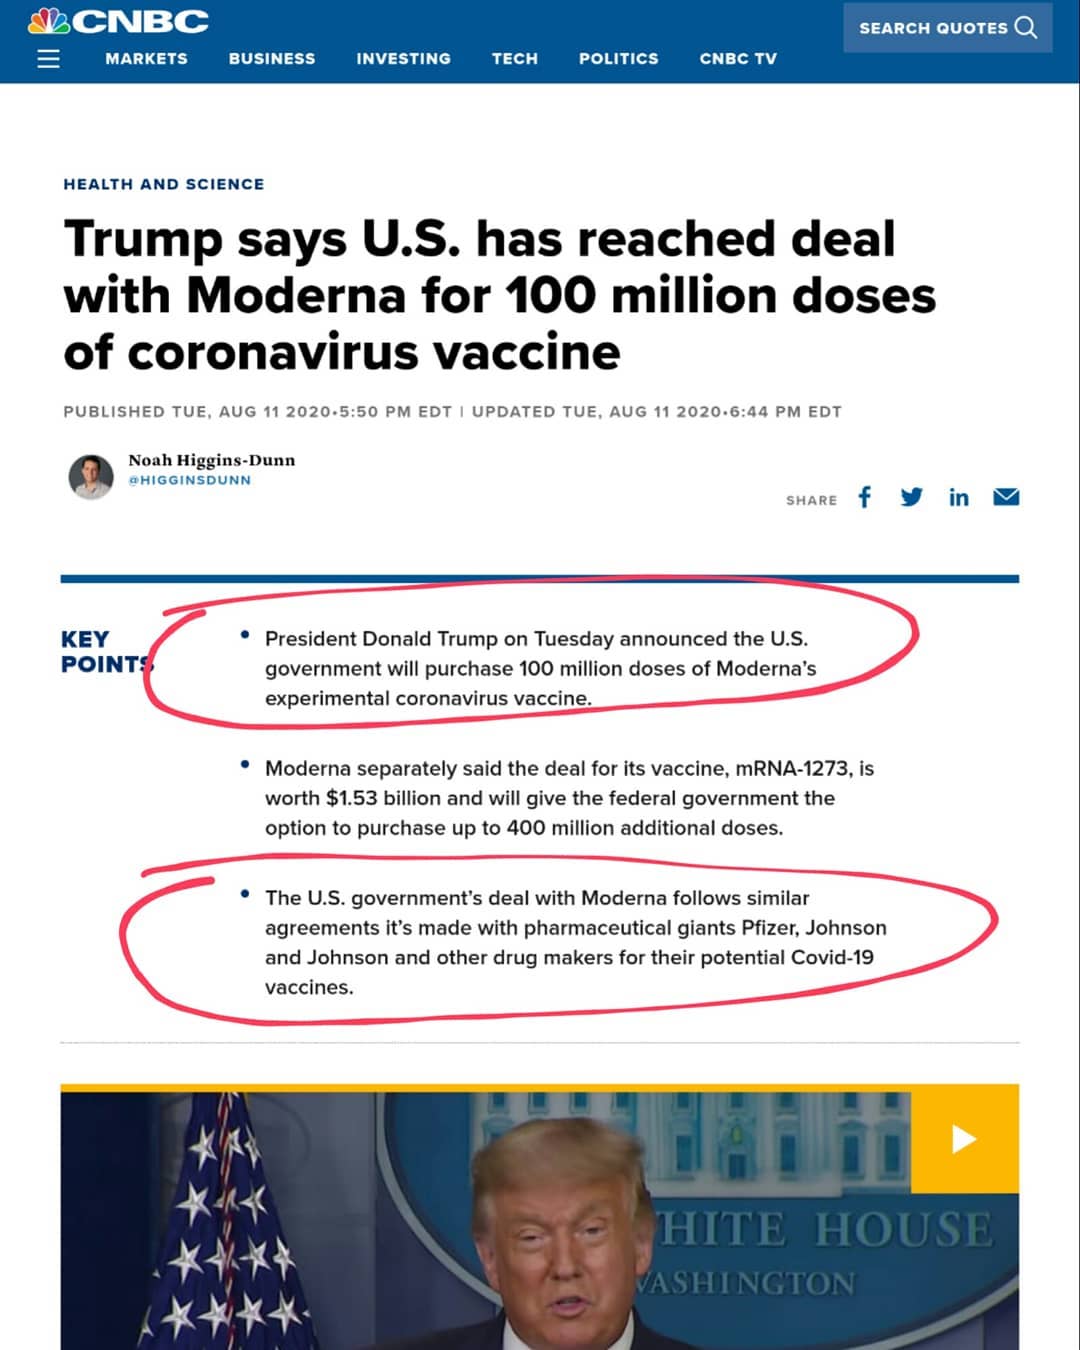 CNBC
SEARCH QUOTES
MARKETS BUSINESS INVESTING TECH POLITICS CNBC TV
HEALTH AND SCIENCE
Trump says U.S. has reached deal
with Moderna for 100 million doses
of coronavirus vaccine
PUBLISHED TUE, AUG 11 2020•5:50 PM EDT | UPDATED TUE, AUG 11 2020•6:44 PM EDT
Noah Higgins-Dunn
@HIGGINSDUNN
SHARE
KEY
POINTS
• President Donald Trump on Tuesday announced the U.S.
government will purchase 100 million doses of Moderna's
experimental coronavirus vaccine.
• Moderna separately said the deal for its vaccine, mRNA-1273, is
worth $1.53 billion and will give the federal government the
option to purchase up to 400 million additional doses.
• The U.S. government's deal with Moderna follows similar
agreements it's made with pharmaceutical giants Pfizer, Johnson
and Johnson and other drug makers for their potential Covid-19
vaccines.
HITE HOUSE
WASHINGTON